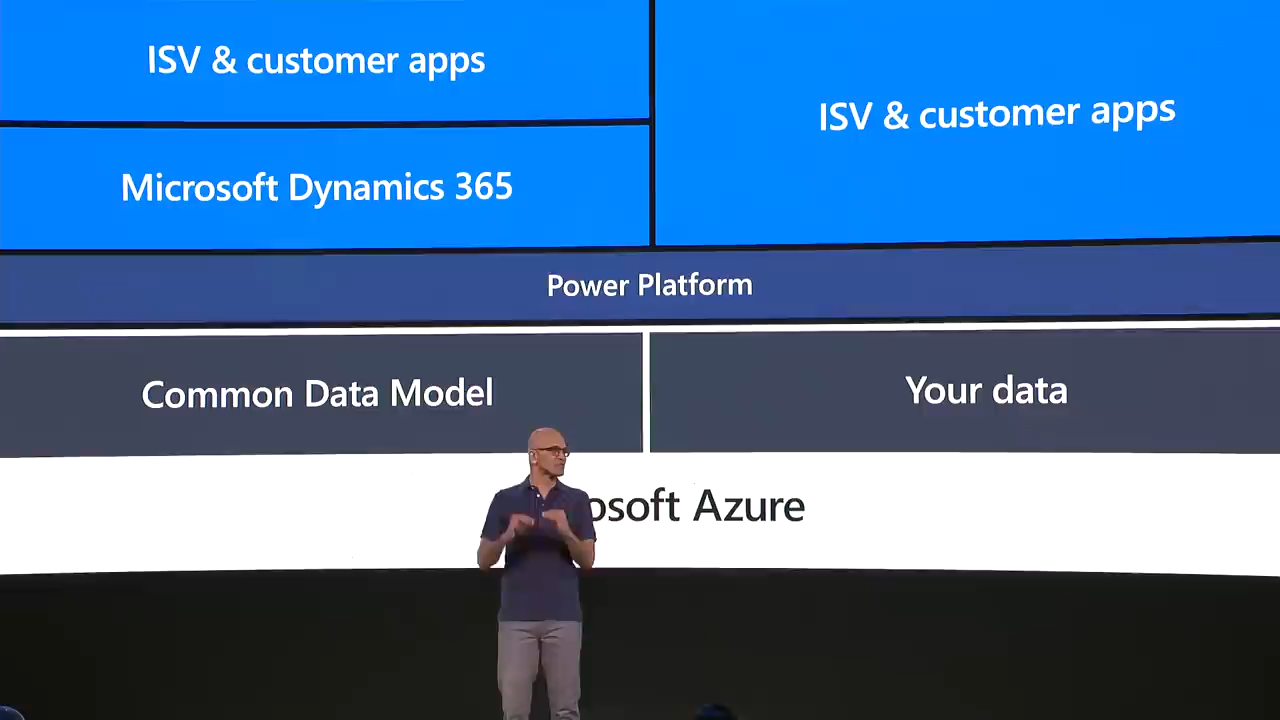 ISV & customer apps
ISV & customer apps
Microsoft Dynamics 365
Power Platform
Common Data Model
Your data
osoft Azure